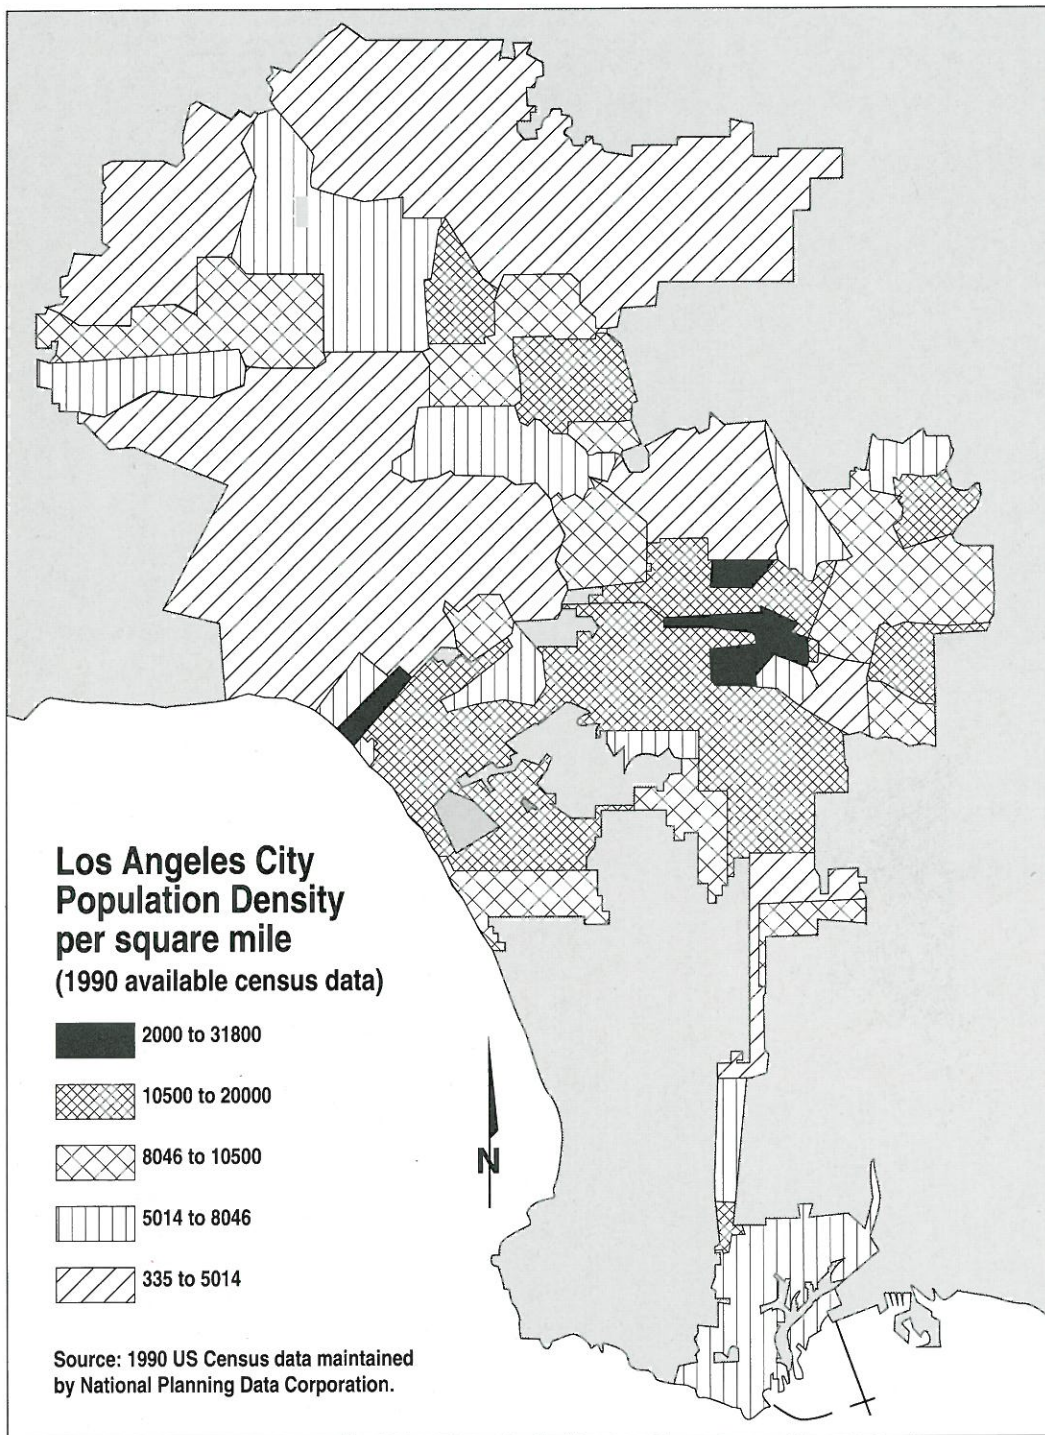 Los Angeles City
Population Density
per square mile
(1990 available census data)
2000 to 31800
10500 to 20000
8046 to 10500
5014 to 8046
335 to 5014
N
Source: 1990 US Census data maintained
by National Planning Data Corporation.